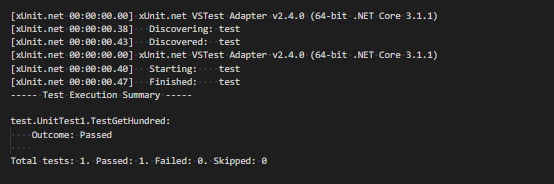 [xUnit.net 00:00:00.00] xUnit.net VSTest Adapter v2.4.0 (64-bit .NET Core 3.1.1)
[xUnit.net 00:00:00.38]   Discovering: test
[xUnit.net 00:00:00.43]   Discovered:  test
[xUnit.net 00:00:00.00] xUnit.net VSTest Adapter v2.4.0 (64-bit .NET Core 3.1.1)
[xUnit.net 00:00:00.40]   Starting:    test
[xUnit.net 00:00:00.47]   Finished:    test
----- Test Execution Summary -----
test.UnitTest1.TestGetHundred:
    Outcome: Passed
Total tests: 1. Passed: 1. Failed: 0. Skipped: 0